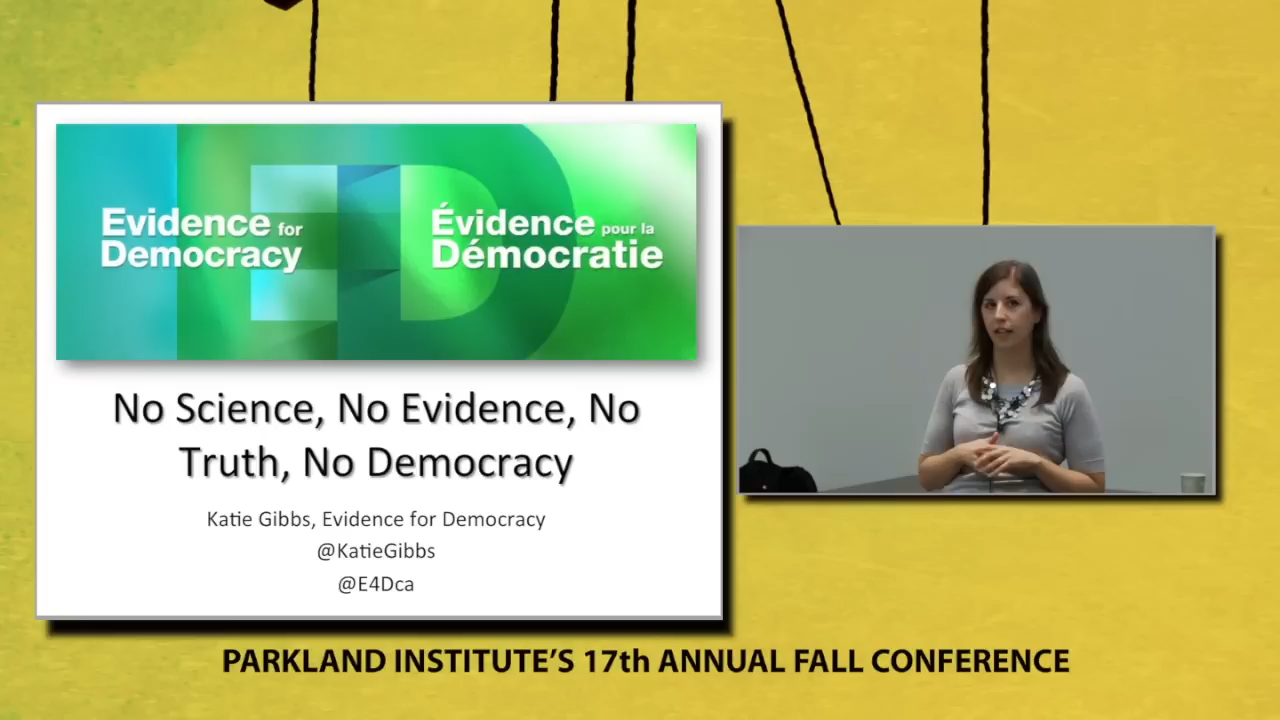 Evidence for
Democracy
Évidence pour la
Démocratie
No Science, No Evidence, No
Truth, No Democracy
Katie Gibbs, Evidence for Democracy
@KatieGibbs
@E4Dca
PARKLAND INSTITUTE'S 17th ANNUAL FALL CONFERENCE